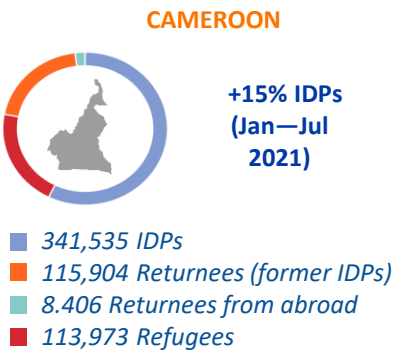 CAMEROON
+15% IDPs
(Jan—Jul
2021)
341,535 IDPs
115,904 Returnees (former IDPs)
8.406 Returnees from abroad
113,973 Refugees